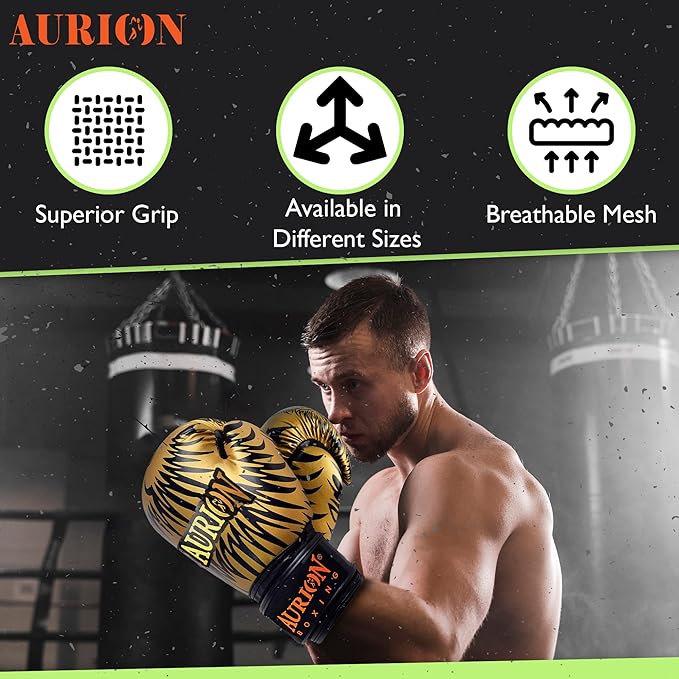 AURION
Superior Grip
Available in
Different Sizes
Breathable Mesh
AURION
AURION®
BOXING